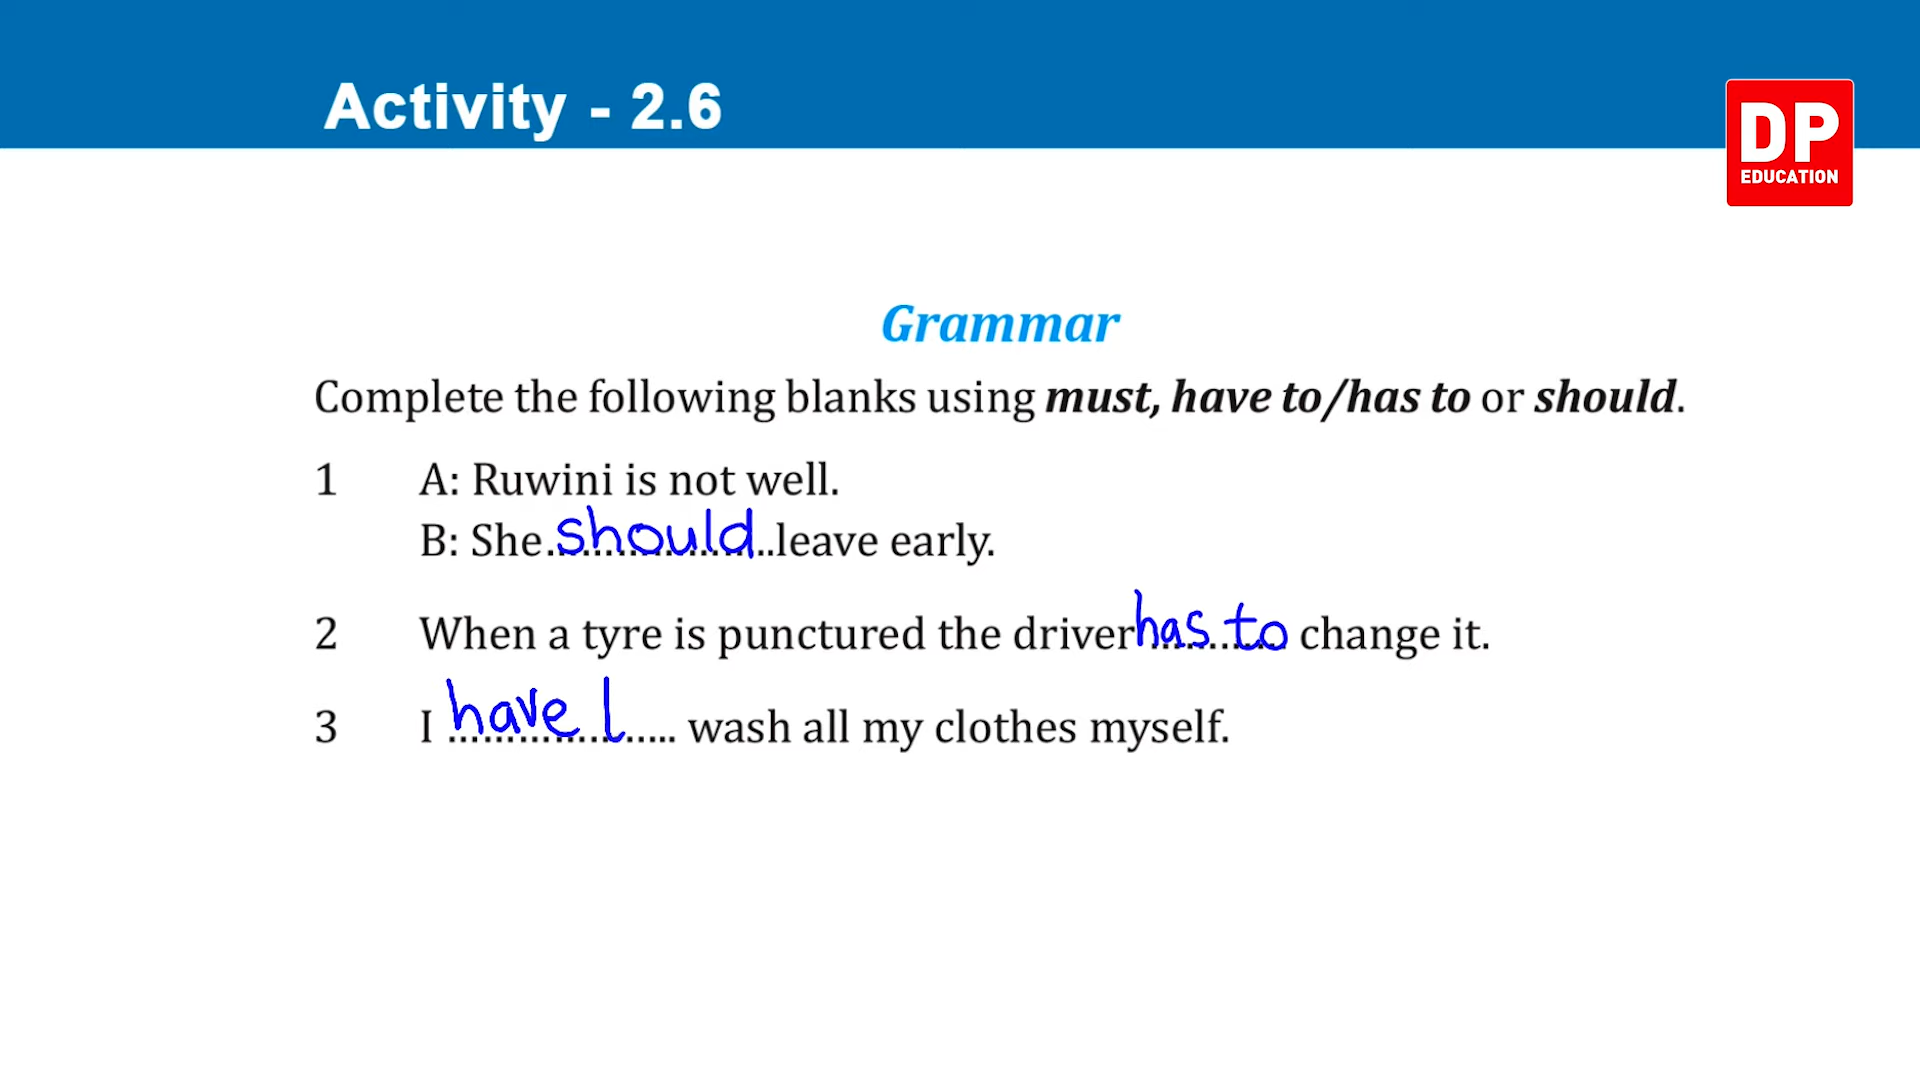 Activity - 2.6
DP
EDUCATION
Grammar
Complete the following blanks using must, have to/has to or should.
1 A: Ruwini is not well.
B: She should leave early.
2 When a tyre is punctured the driver has to change it.
3 I have ........ wash all my clothes myself.